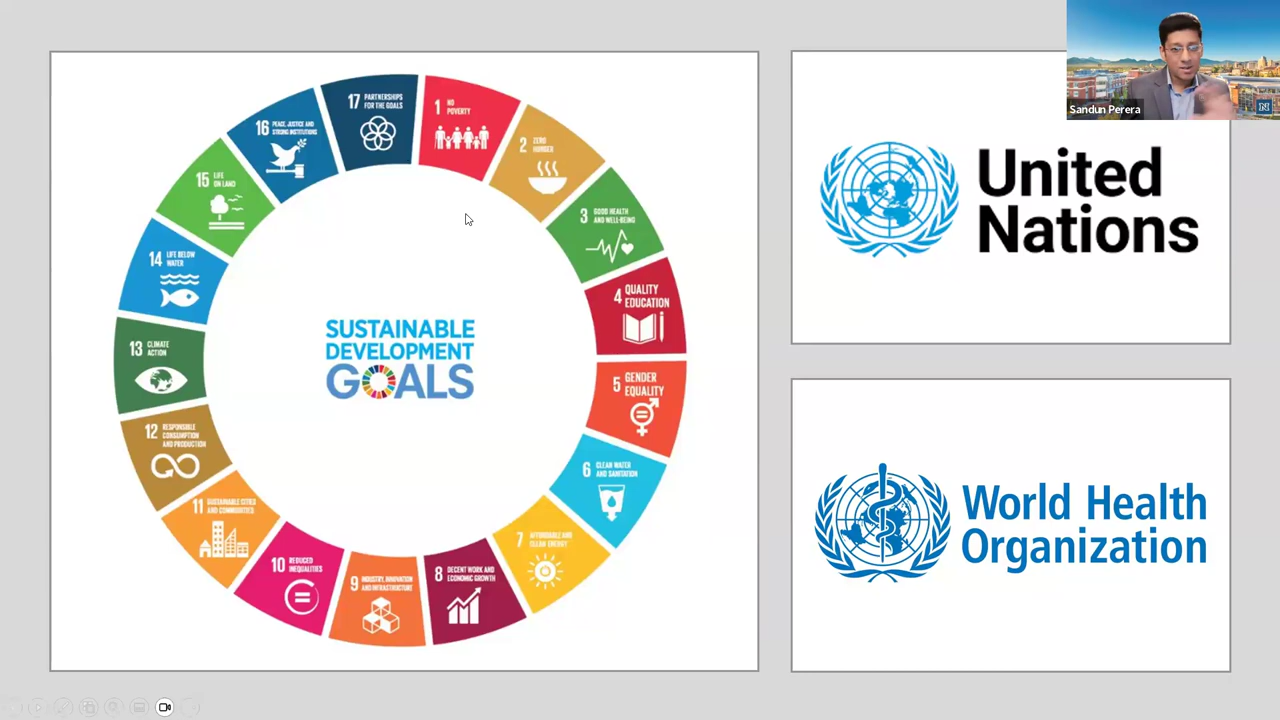 1 NO
POVERTY
2 ZERO
HUNGER
3 GOOD HEALTH
AND WELL-BEING
4 QUALITY
EDUCATION
5 GENDER
EQUALITY
6 CLEAN WATER
AND SANITATION
7 AFFORDABLE AND
CLEAN ENERGY
8 DECENT WORK AND
ECONOMIC GROWTH
9 INDUSTRY, INNOVATION
AND INFRASTRUCTURE
10 REDUCED
INEQUALITIES
11 SUSTAINABLE CITIES
AND COMMUNITIES
12 RESPONSIBLE
CONSUMPTION
AND PRODUCTION
13 CLIMATE
ACTION
14 LIFE BELOW
WATER
15 LIFE
ON LAND
16 PEACE, JUSTICE AND
STRONG INSTITUTIONS
17 PARTNERSHIPS
FOR THE GOALS
SUSTAINABLE
DEVELOPMENT
GOALS
Sandun Perera
N
United
Nations
World Health
Organization